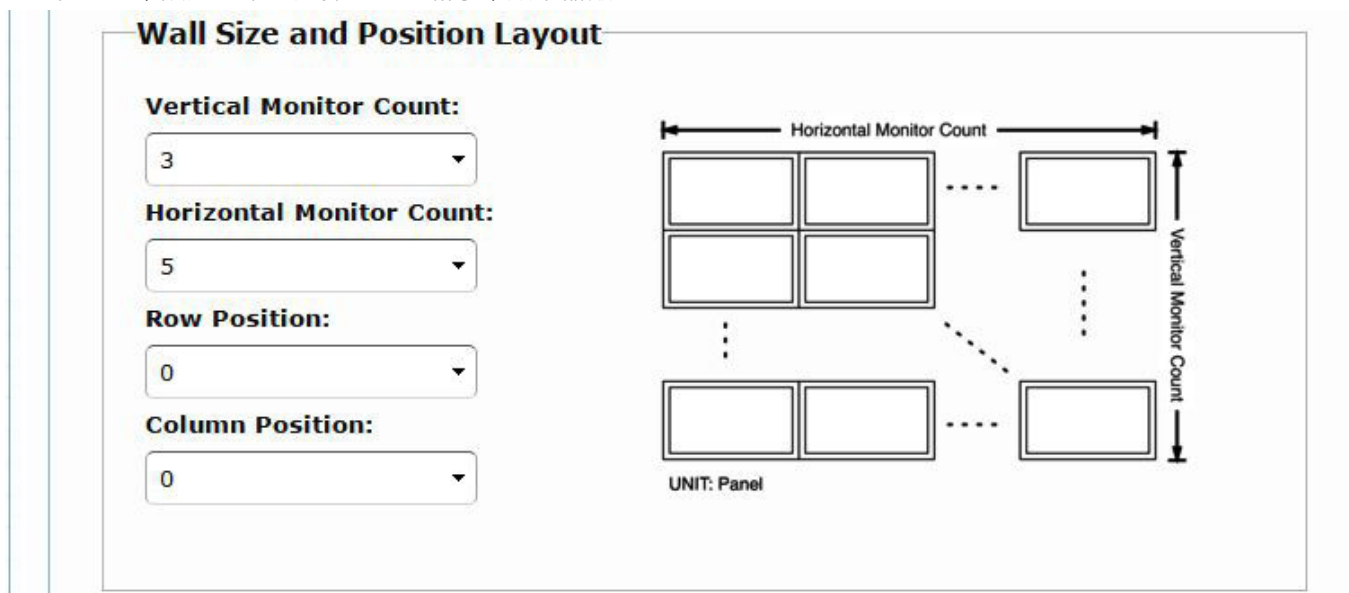 Wall Size and Position Layout
Vertical Monitor Count:
3
Horizontal Monitor Count:
5
Row Position:
0
Column Position:
0
Horizontal Monitor Count
Vertical Monitor Count
UNIT: Panel